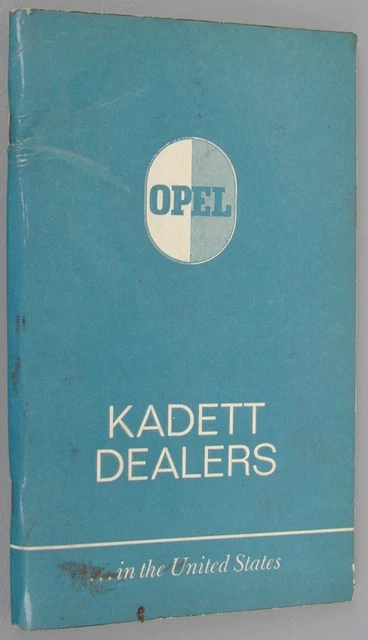 OPEL
KADETT
DEALERS
...in the United States